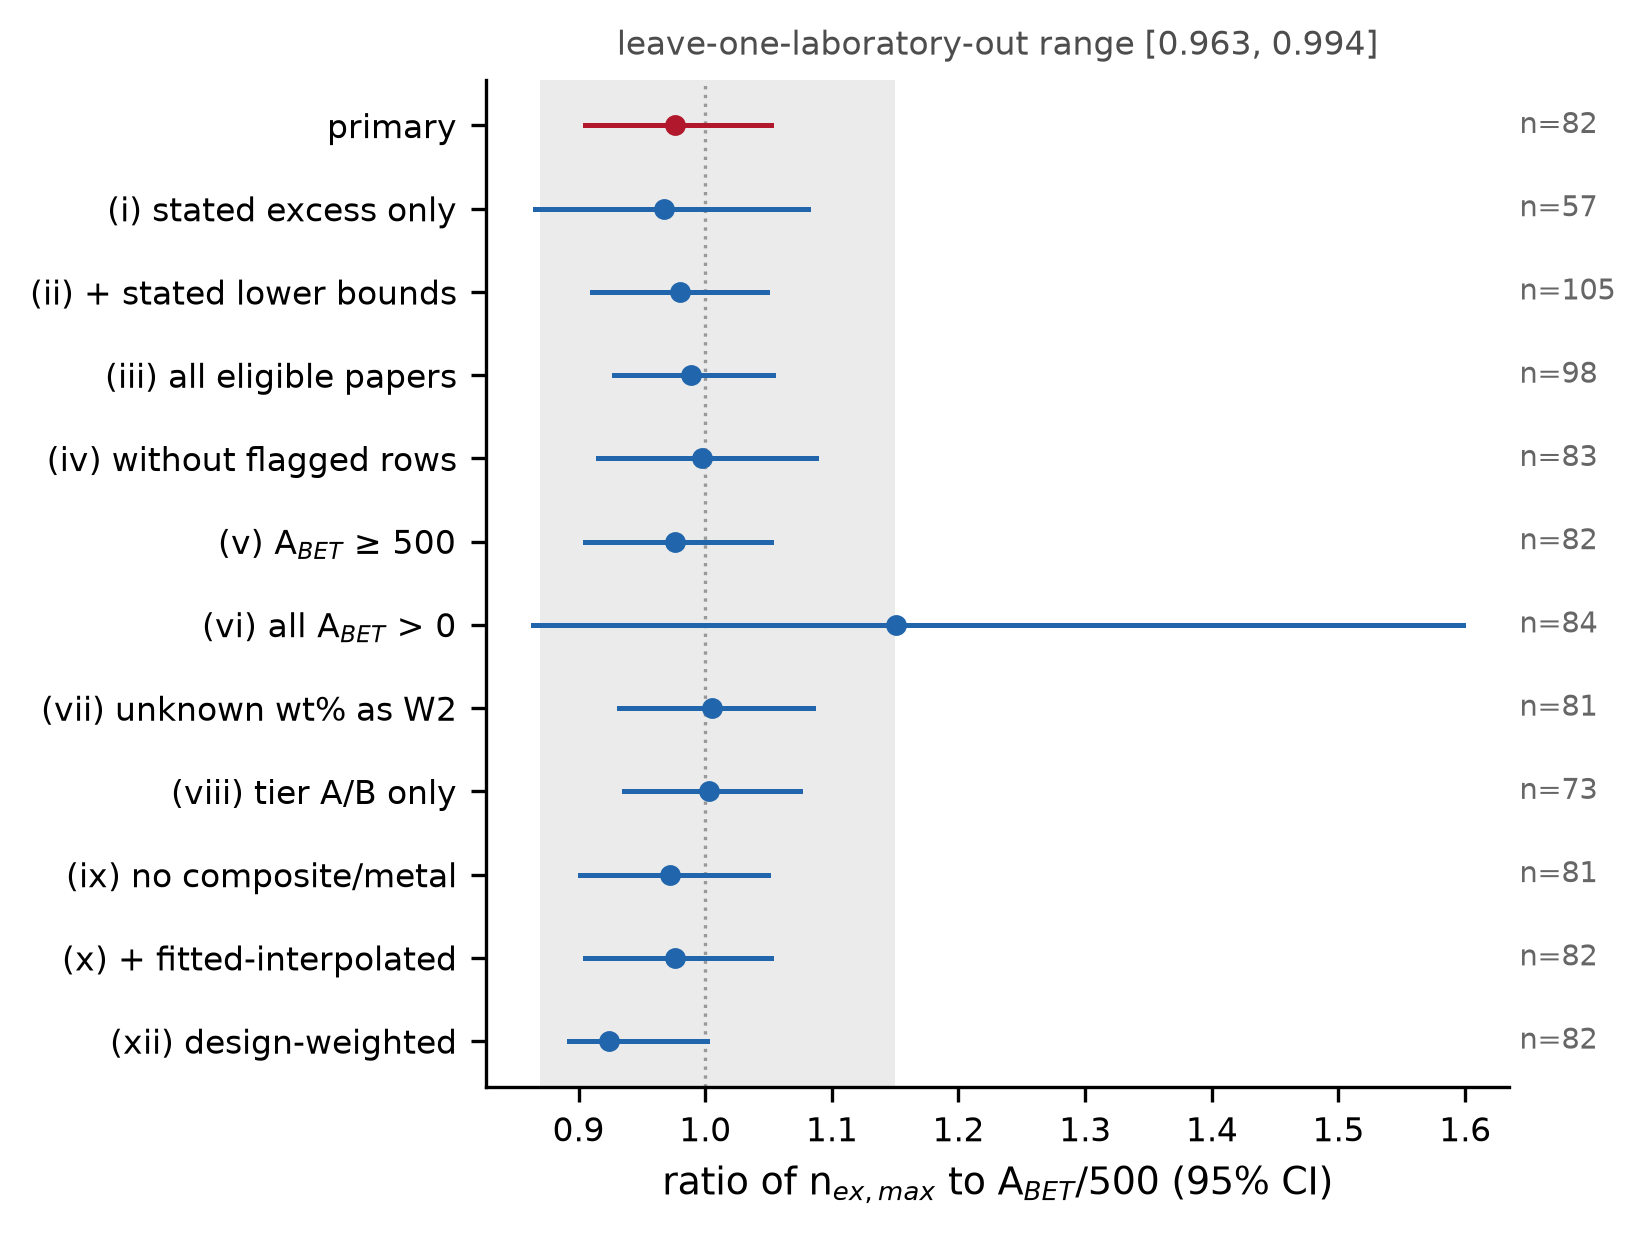 leave-one-laboratory-out range [0.963, 0.994]
primary n=82
(i) stated excess only n=57
(ii) + stated lower bounds n=105
(iii) all eligible papers n=98
(iv) without flagged rows n=83
(v) A_BET ≥ 500 n=82
(vi) all A_BET > 0 n=84
(vii) unknown wt% as W2 n=81
(viii) tier A/B only n=73
(ix) no composite/metal n=81
(x) + fitted-interpolated n=82
(xii) design-weighted n=82
0.9 1.0 1.1 1.2 1.3 1.4 1.5 1.6
ratio of n_ex,max to A_BET/500 (95% CI)